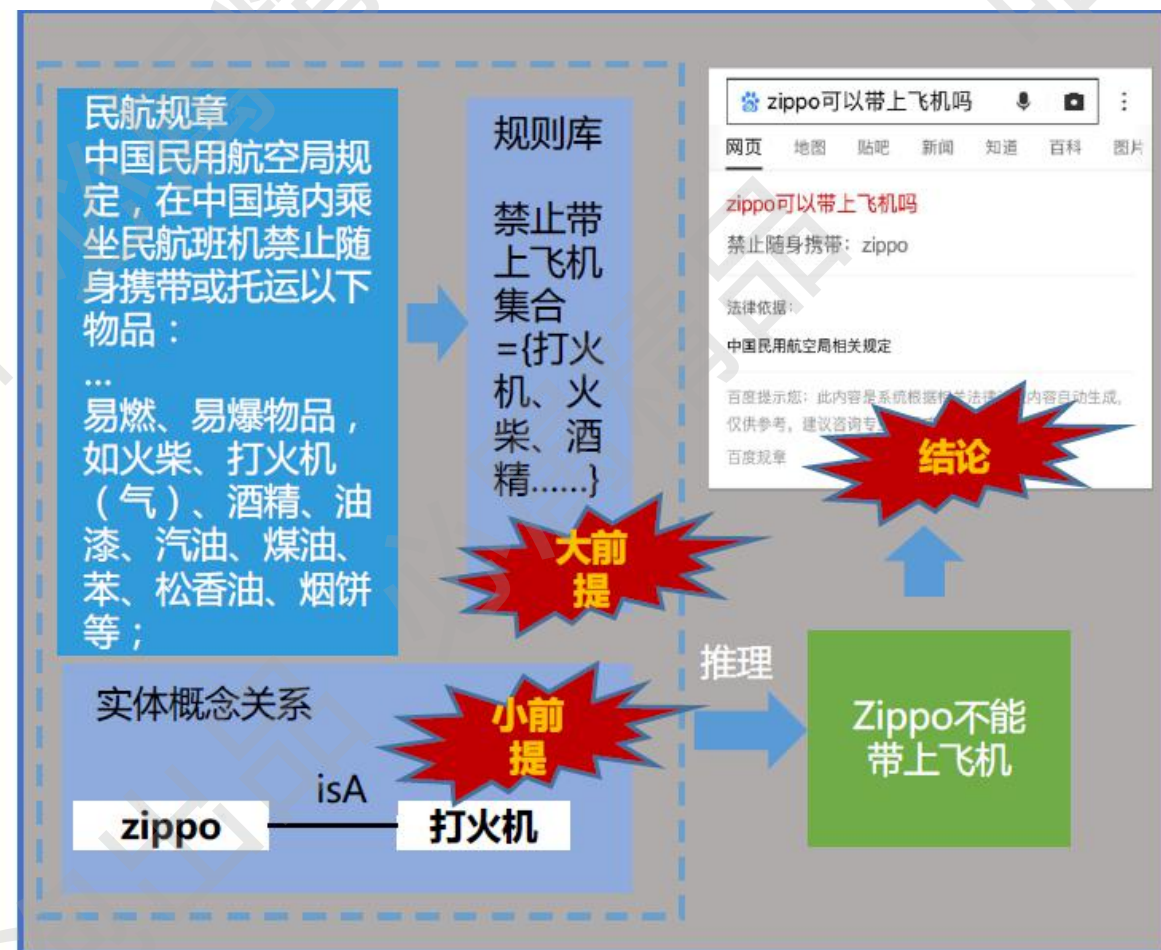 民航规章
中国民用航空局规
定，在中国境内乘
坐民航班机禁止随
身携带或托运以下
物品：
...
易燃、易爆物品，
如火柴、打火机
（气）、酒精、油
漆、汽油、煤油、
苯、松香油、烟饼
等；
规则库
禁止带
上飞机
集合
={打火
机、火
柴、酒
精......}
大前
提
实体概念关系
小前
提
isA
zippo
打火机
推理
Zippo不能
带上飞机
zippo可以带上飞机吗
网页 地图 贴吧 新闻 知道 百科 图片
zippo可以带上飞机吗
禁止随身携带：zippo
法律依据：
中国民用航空局相关规定
百度提示您：此内容是系统根据相关法律 内容自动生成，
仅供参考，建议咨询专
百度规章
结论